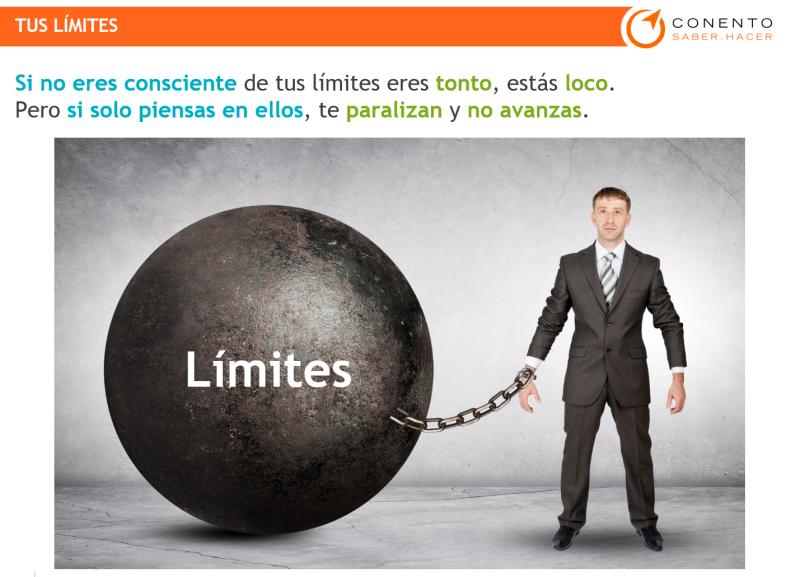 TUS LÍMITES
CONENTO
SABER.HACER
Si no eres consciente de tus límites eres tonto, estás loco.
Pero si solo piensas en ellos, te paralizan y no avanzas.
Límites